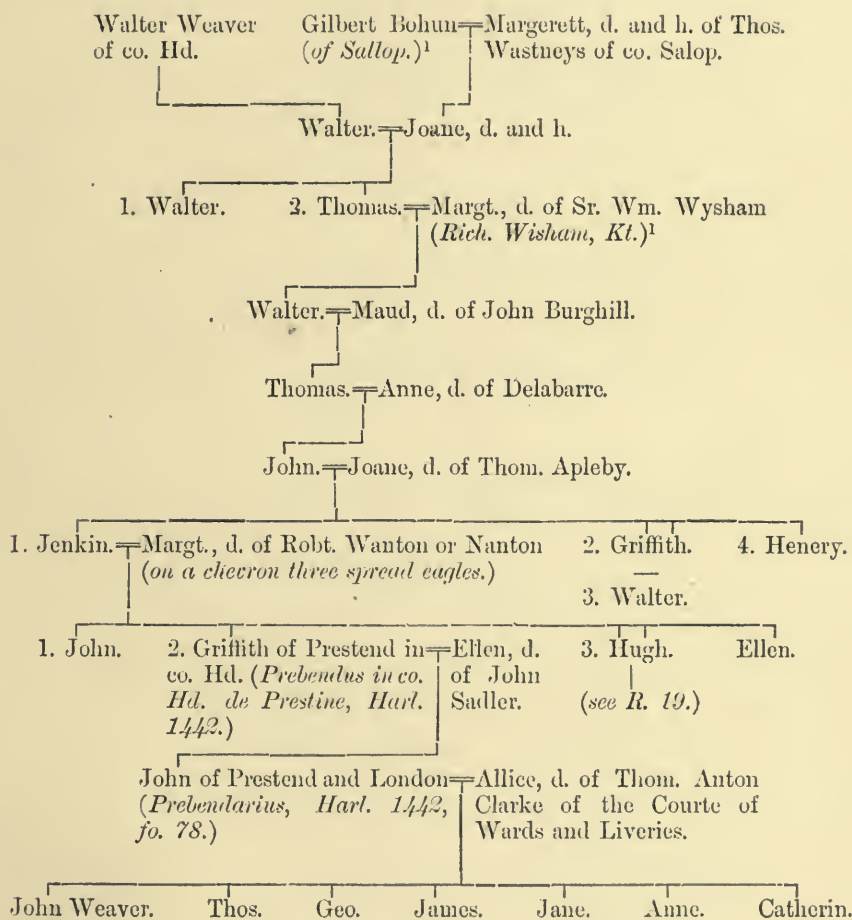 Walter Weaver
of co. Hd.
Gilbert Bohun=Margerett, d. and h. of Thos.
(of Sallop.)¹ Wastneys of co. Salop.
Walter.=Joane, d. and h.
1. Walter. 2. Thomas.=Margt., d. of Sr. Wm. Wysham
(Rich. Wisham, Kt.)¹
Walter.=Maud, d. of John Burghill.
Thomas.=Anne, d. of Delabarre.
John.=Joane, d. of Thom. Apleby.
1. Jenkin.=Margt., d. of Robt. Wanton or Nanton
(on a chevron three spread eagles.)
2. Griffith. 4. Henery.
—
3. Walter.
1. John.
2. Griffith of Prestend in=Ellen, d.
co. Hd. (Prebendus in co. of John
Hd. de Prestine, Harl. Sadler.
1442.)
3. Hugh. Ellen.
(see R. 19.)
John of Prestend and London=Allice, d. of Thom. Anton
(Prebendarius, Harl. 1442, Clarke of the Courte of
fo. 78.) Wards and Liveries.
John Weaver. Thos. Geo. James. Jane. Anne. Catherin.